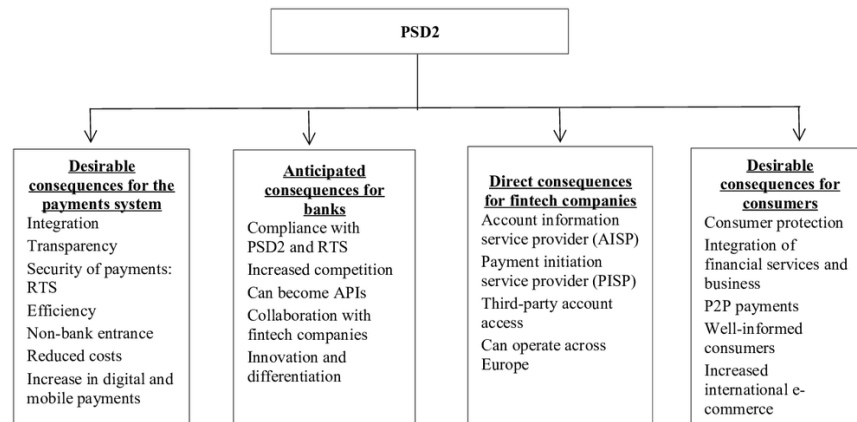 PSD2
Desirable
consequences for the
payments system
Integration
Transparency
Security of payments:
RTS
Efficiency
Non-bank entrance
Reduced costs
Increase in digital and
mobile payments
Anticipated
consequences for
banks
Compliance with
PSD2 and RTS
Increased competition
Can become APIs
Collaboration with
fintech companies
Innovation and
differentiation
Direct consequences
for fintech companies
Account information
service provider (AISP)
Payment initiation
service provider (PISP)
Third-party account
access
Can operate across
Europe
Desirable
consequences for
consumers
Consumer protection
Integration of
financial services and
business
P2P payments
Well-informed
consumers
Increased
international e-
commerce